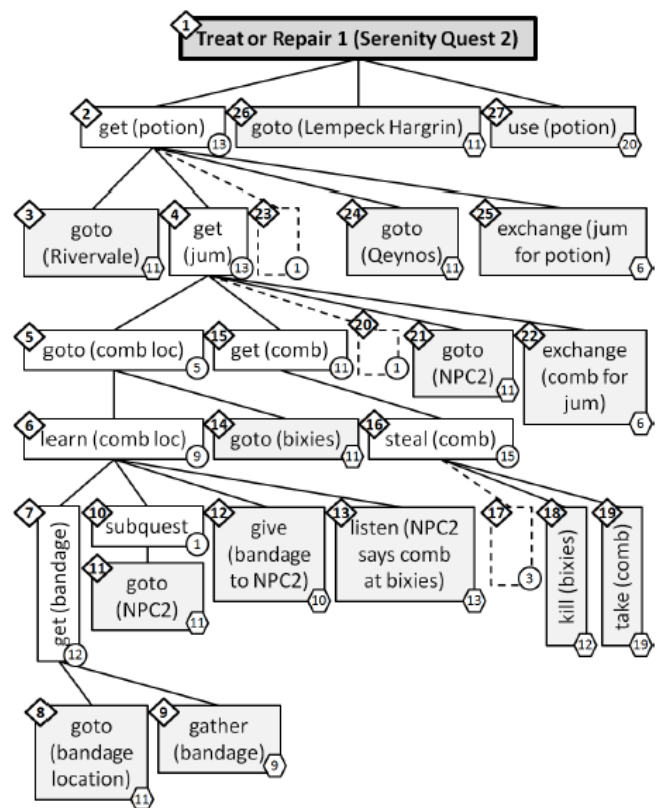 1
Treat or Repair 1 (Serenity Quest 2)
2
get (potion)
13
26
goto (Lempeck Hargrin)
11
27
use (potion)
20
3
goto
(Rivervale)
11
4
get
(jum)
13
23
1
24
goto
(Qeynos)
11
25
exchange (jum
for potion)
6
5
goto (comb loc)
5
15
get (comb)
11
20
1
21
goto
(NPC2)
11
22
exchange
(comb for
jum)
6
6
learn (comb loc)
9
14
goto (bixies)
11
16
steal (comb)
15
7
get (bandage)
12
10
subquest
1
11
goto
(NPC2)
11
12
give
(bandage
to NPC2)
10
13
listen (NPC2
says comb
at bixies)
13
17
3
18
kill (bixies)
12
19
take (comb)
19
8
goto
(bandage
location)
11
9
gather
(bandage)
9